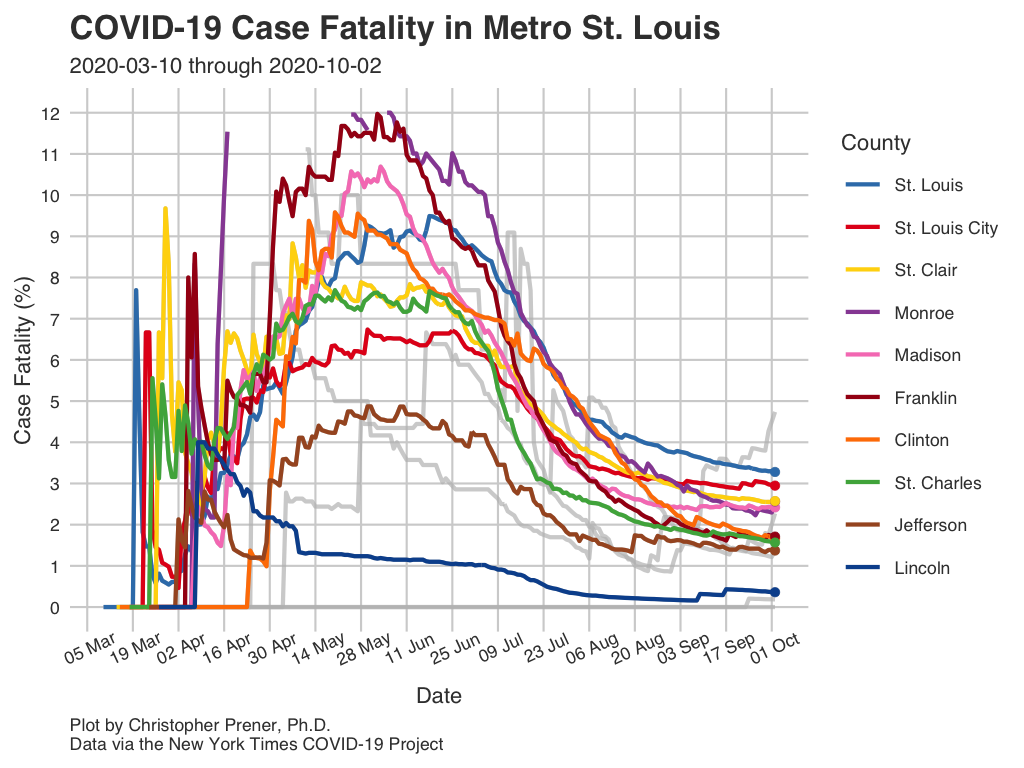 COVID-19 Case Fatality in Metro St. Louis
2020-03-10 through 2020-10-02
Case Fatality (%)
12
11
10
9
8
7
6
5
4
3
2
1
0
05 Mar
19 Mar
02 Apr
16 Apr
30 Apr
14 May
28 May
11 Jun
25 Jun
09 Jul
23 Jul
06 Aug
20 Aug
03 Sep
17 Sep
01 Oct
Date
County
St. Louis
St. Louis City
St. Clair
Monroe
Madison
Franklin
Clinton
St. Charles
Jefferson
Lincoln
Plot by Christopher Prener, Ph.D.
Data via the New York Times COVID-19 Project